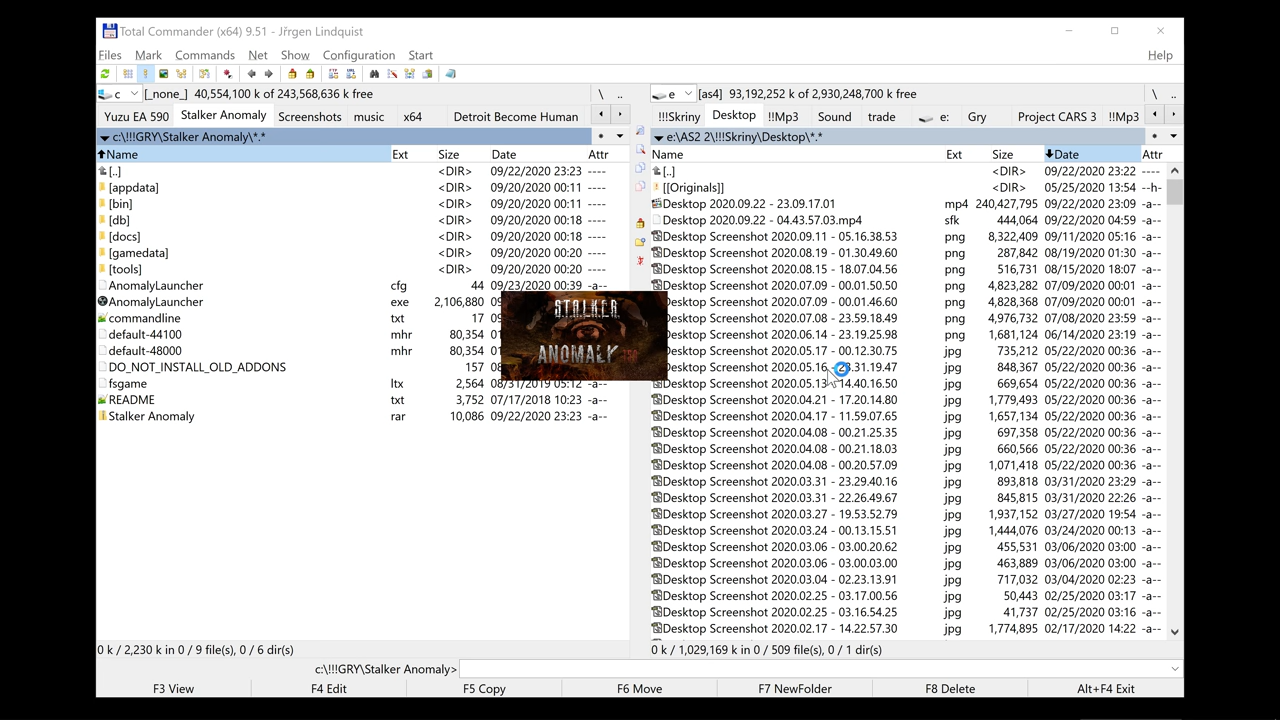 Total Commander (x64) 9.51 - Jřrgen Lindquist
Files Mark Commands Net Show Configuration Start Help
c [_none_] 40,554,100 k of 243,568,636 k free \ ..
Yuzu EA 590 Stalker Anomaly Screenshots music x64 Detroit Become Human
c:\!!!GRY\Stalker Anomaly\*.* *
Name Ext Size Date Attr
[..] <DIR> 09/22/2020 23:23 ----
[appdata] <DIR> 09/20/2020 00:11 ----
[bin] <DIR> 09/20/2020 00:11 ----
[db] <DIR> 09/20/2020 00:18 ----
[docs] <DIR> 09/20/2020 00:18 ----
[gamedata] <DIR> 09/20/2020 00:20 ----
[tools] <DIR> 09/20/2020 00:20 ----
AnomalyLauncher cfg 44 09/23/2020 00:39 -a--
AnomalyLauncher exe 2,106,880
commandline txt 17
default-44100 mhr 80,354
default-48000 mhr 80,354
DO_NOT_INSTALL_OLD_ADDONS 157
fsgame ltx 2,564 08/31/2019 05:12 -a--
README txt 3,752 07/17/2018 10:23 -a--
Stalker Anomaly rar 10,086 09/22/2020 23:23 -a--
0 k / 2,230 k in 0 / 9 file(s), 0 / 6 dir(s)
STALKER
ANOMALY
e [as4] 93,192,252 k of 2,930,248,700 k free \ ..
!!!Skriny Desktop !!Mp3 Sound trade e: Gry Project CARS 3 !!Mp3
e:\AS2 2\!!!Skriny\Desktop\*.* *
Name Ext Size Date Attr
[..] <DIR> 09/22/2020 23:22 ----
[[Originals]] <DIR> 05/25/2020 13:54 --h-
Desktop 2020.09.22 - 23.09.17.01 mp4 240,427,795 09/22/2020 23:09 -a--
Desktop 2020.09.22 - 04.43.57.03.mp4 sfk 444,064 09/22/2020 04:59 -a--
Desktop Screenshot 2020.09.11 - 05.16.38.53 png 8,322,409 09/11/2020 05:16 -a--
Desktop Screenshot 2020.08.19 - 01.30.49.60 png 287,842 08/19/2020 01:30 -a--
Desktop Screenshot 2020.08.15 - 18.07.04.56 png 516,731 08/15/2020 18:07 -a--
Desktop Screenshot 2020.07.09 - 00.01.50.50 png 4,823,282 07/09/2020 00:01 -a--
Desktop Screenshot 2020.07.09 - 00.01.46.60 png 4,828,367 07/09/2020 00:01 -a--
Desktop Screenshot 2020.07.08 - 23.59.18.49 png 4,976,732 07/08/2020 23:59 -a--
Desktop Screenshot 2020.06.14 - 23.19.25.98 png 1,681,124 06/14/2020 23:19 -a--
Desktop Screenshot 2020.05.17 - 00.12.30.75 jpg 735,212 05/22/2020 00:36 -a--
Desktop Screenshot 2020.05.16 - 31.19.47 jpg 848,367 05/22/2020 00:36 -a--
Desktop Screenshot 2020.05.13 - 14.40.16.50 jpg 669,654 05/22/2020 00:36 -a--
Desktop Screenshot 2020.04.21 - 17.20.14.80 jpg 1,779,493 05/22/2020 00:36 -a--
Desktop Screenshot 2020.04.17 - 11.59.07.65 jpg 1,657,134 05/22/2020 00:36 -a--
Desktop Screenshot 2020.04.08 - 00.21.25.35 jpg 697,358 05/22/2020 00:36 -a--
Desktop Screenshot 2020.04.08 - 00.21.18.03 jpg 660,566 05/22/2020 00:36 -a--
Desktop Screenshot 2020.04.08 - 00.20.57.09 jpg 1,071,418 05/22/2020 00:36 -a--
Desktop Screenshot 2020.03.31 - 23.29.40.16 jpg 893,818 03/31/2020 23:29 -a--
Desktop Screenshot 2020.03.31 - 22.26.49.67 jpg 845,815 03/31/2020 22:26 -a--
Desktop Screenshot 2020.03.27 - 19.53.52.79 jpg 1,937,152 03/27/2020 19:54 -a--
Desktop Screenshot 2020.03.24 - 00.13.15.51 jpg 1,444,076 03/24/2020 00:13 -a--
Desktop Screenshot 2020.03.06 - 03.00.20.62 jpg 455,531 03/06/2020 03:00 -a--
Desktop Screenshot 2020.03.06 - 03.00.03.00 jpg 463,889 03/06/2020 03:00 -a--
Desktop Screenshot 2020.03.04 - 02.23.13.91 jpg 717,032 03/04/2020 02:23 -a--
Desktop Screenshot 2020.02.25 - 03.17.00.56 jpg 50,443 02/25/2020 03:17 -a--
Desktop Screenshot 2020.02.25 - 03.16.54.25 jpg 41,737 02/25/2020 03:16 -a--
Desktop Screenshot 2020.02.17 - 14.22.57.30 jpg 1,774,895 02/17/2020 14:22 -a--
0 k / 1,029,169 k in 0 / 509 file(s), 0 / 1 dir(s)
c:\!!!GRY\Stalker Anomaly>
F3 View F4 Edit F5 Copy F6 Move F7 NewFolder F8 Delete Alt+F4 Exit